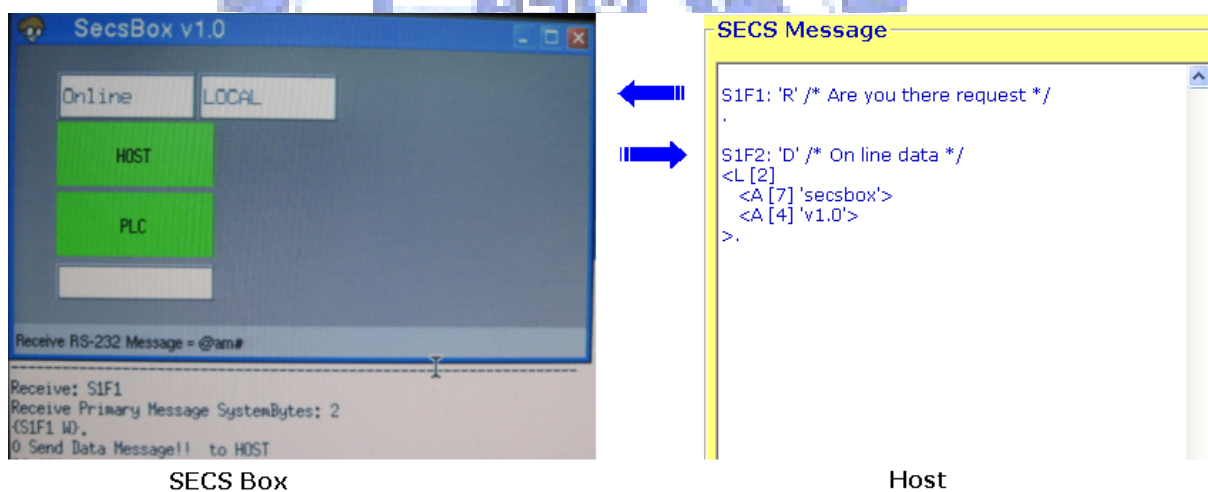 SecsBox v1.0
Online
LOCAL
HOST
PLC
Receive RS-232 Message = @am#
Receive: S1F1
Receive Primary Message SystemBytes: 2
{S1F1 W}.
0 Send Data Message!! to HOST
SECS Box
SECS Message
S1F1: 'R' /* Are you there request */
.
S1F2: 'D' /* On line data */
<L [2]
<A [7] 'secsbox'>
<A [4] 'v1.0'>
>.
Host